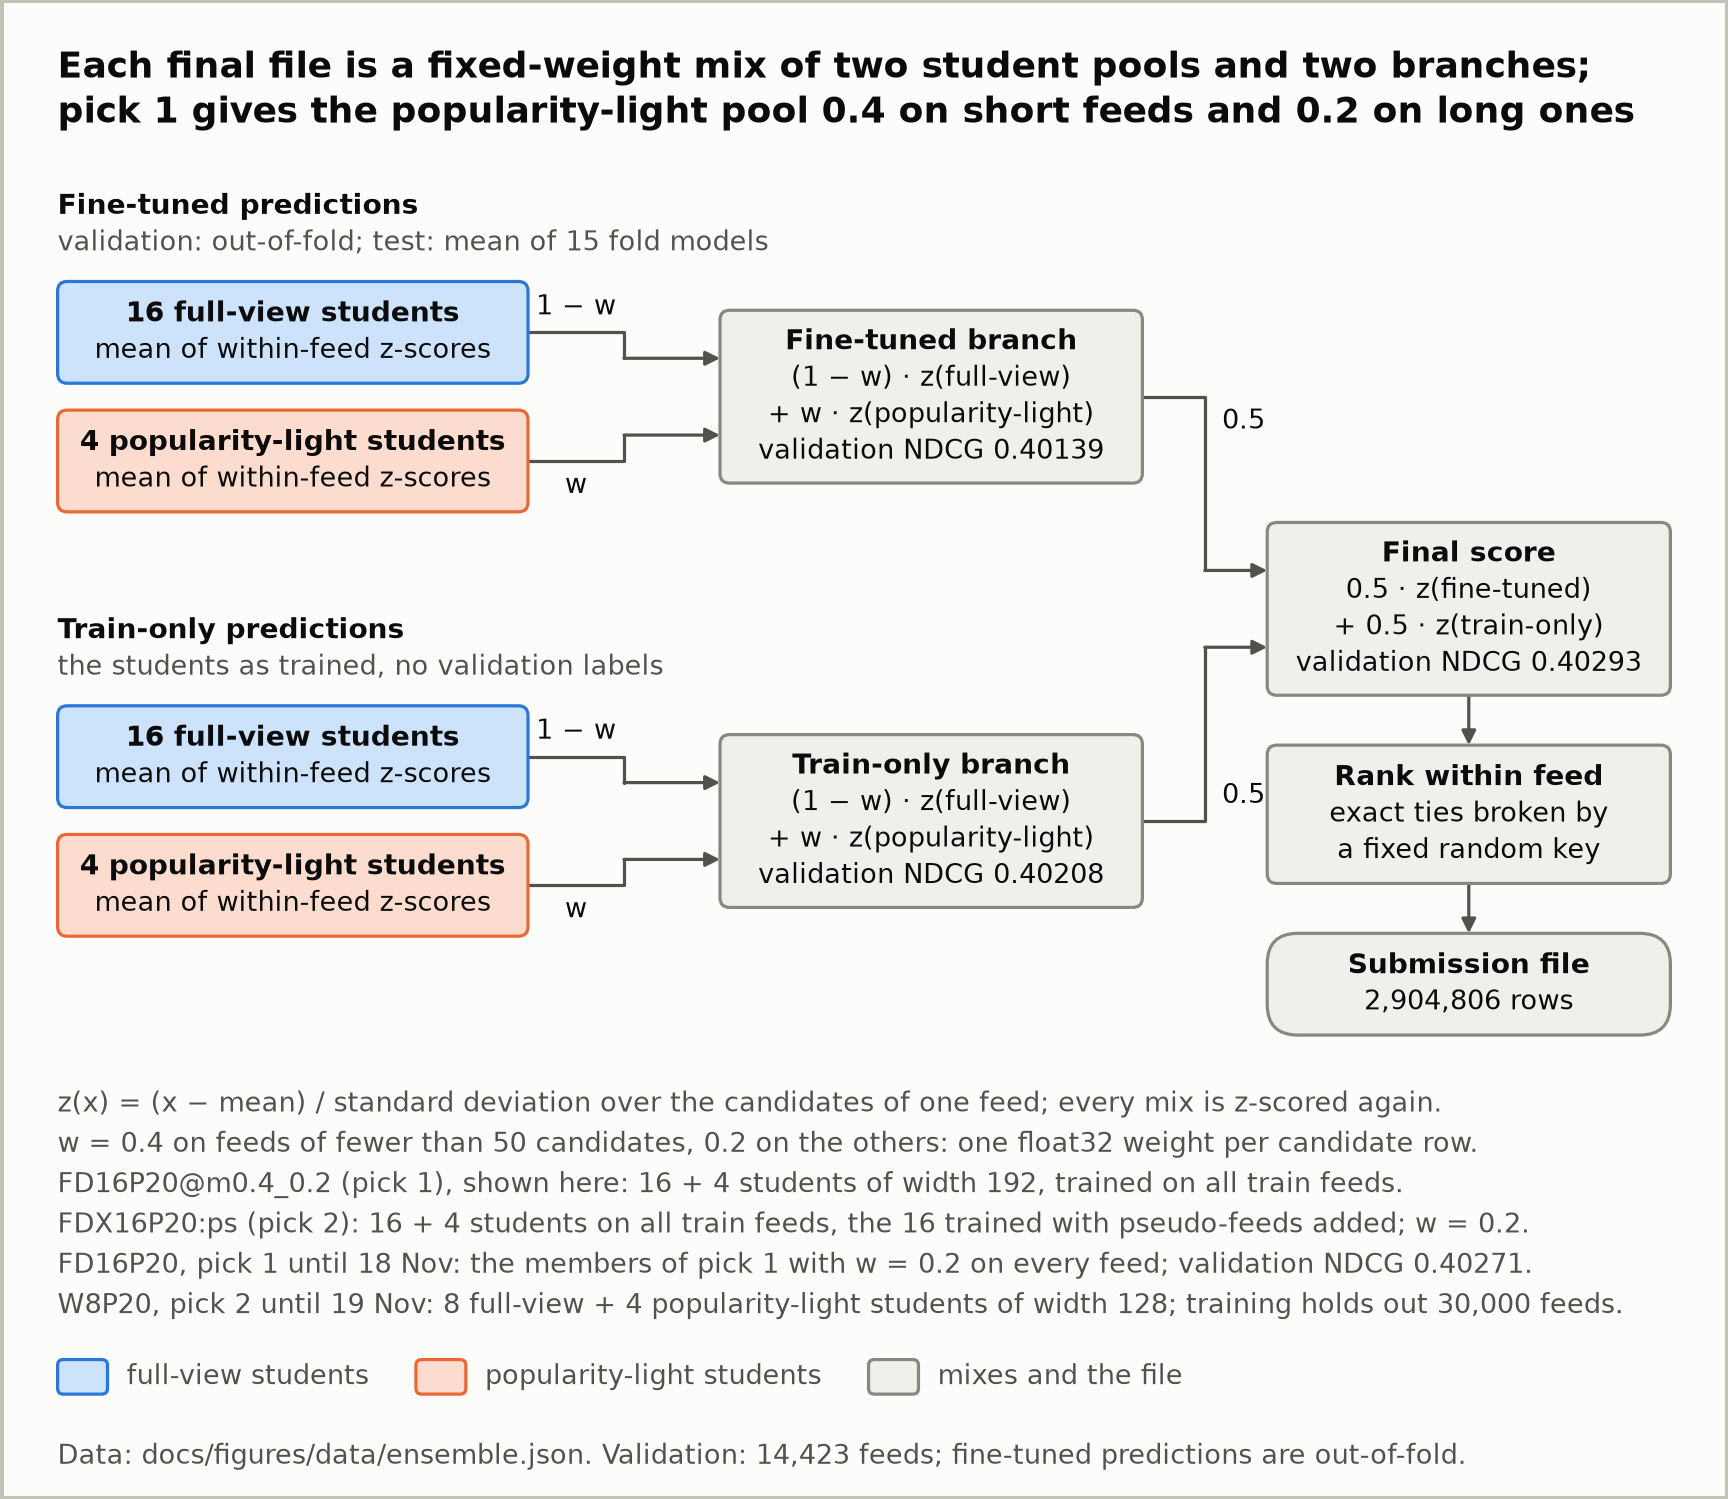 Each final file is a fixed-weight mix of two student pools and two branches;
pick 1 gives the popularity-light pool 0.4 on short feeds and 0.2 on long ones
Fine-tuned predictions
validation: out-of-fold; test: mean of 15 fold models
16 full-view students
mean of within-feed z-scores
1 − w
4 popularity-light students
mean of within-feed z-scores
w
Fine-tuned branch
(1 − w) · z(full-view)
+ w · z(popularity-light)
validation NDCG 0.40139
0.5
Train-only predictions
the students as trained, no validation labels
16 full-view students
mean of within-feed z-scores
1 − w
4 popularity-light students
mean of within-feed z-scores
w
Train-only branch
(1 − w) · z(full-view)
+ w · z(popularity-light)
validation NDCG 0.40208
0.5
Final score
0.5 · z(fine-tuned)
+ 0.5 · z(train-only)
validation NDCG 0.40293
Rank within feed
exact ties broken by
a fixed random key
Submission file
2,904,806 rows
z(x) = (x − mean) / standard deviation over the candidates of one feed; every mix is z-scored again.
w = 0.4 on feeds of fewer than 50 candidates, 0.2 on the others: one float32 weight per candidate row.
FD16P20@m0.4_0.2 (pick 1), shown here: 16 + 4 students of width 192, trained on all train feeds.
FDX16P20:ps (pick 2): 16 + 4 students on all train feeds, the 16 trained with pseudo-feeds added; w = 0.2.
FD16P20, pick 1 until 18 Nov: the members of pick 1 with w = 0.2 on every feed; validation NDCG 0.40271.
W8P20, pick 2 until 19 Nov: 8 full-view + 4 popularity-light students of width 128; training holds out 30,000 feeds.
full-view students
popularity-light students
mixes and the file
Data: docs/figures/data/ensemble.json. Validation: 14,423 feeds; fine-tuned predictions are out-of-fold.